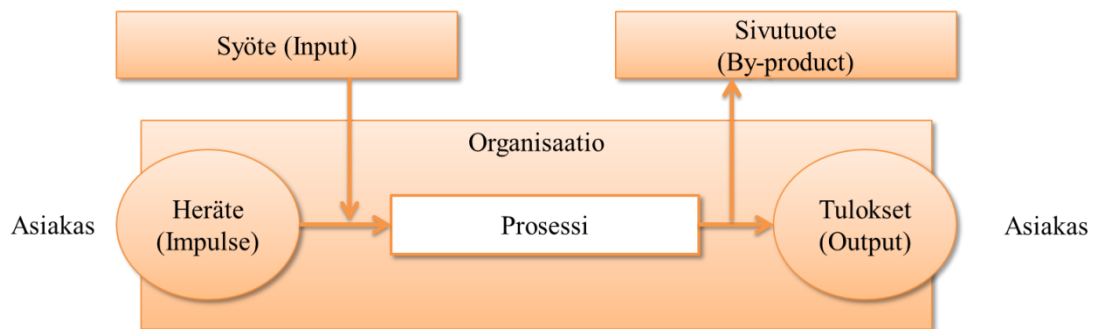 Syöte (Input)
Sivutuote
(By-product)
Organisaatio
Asiakas
Heräte
(Impulse)
Prosessi
Tulokset
(Output)
Asiakas